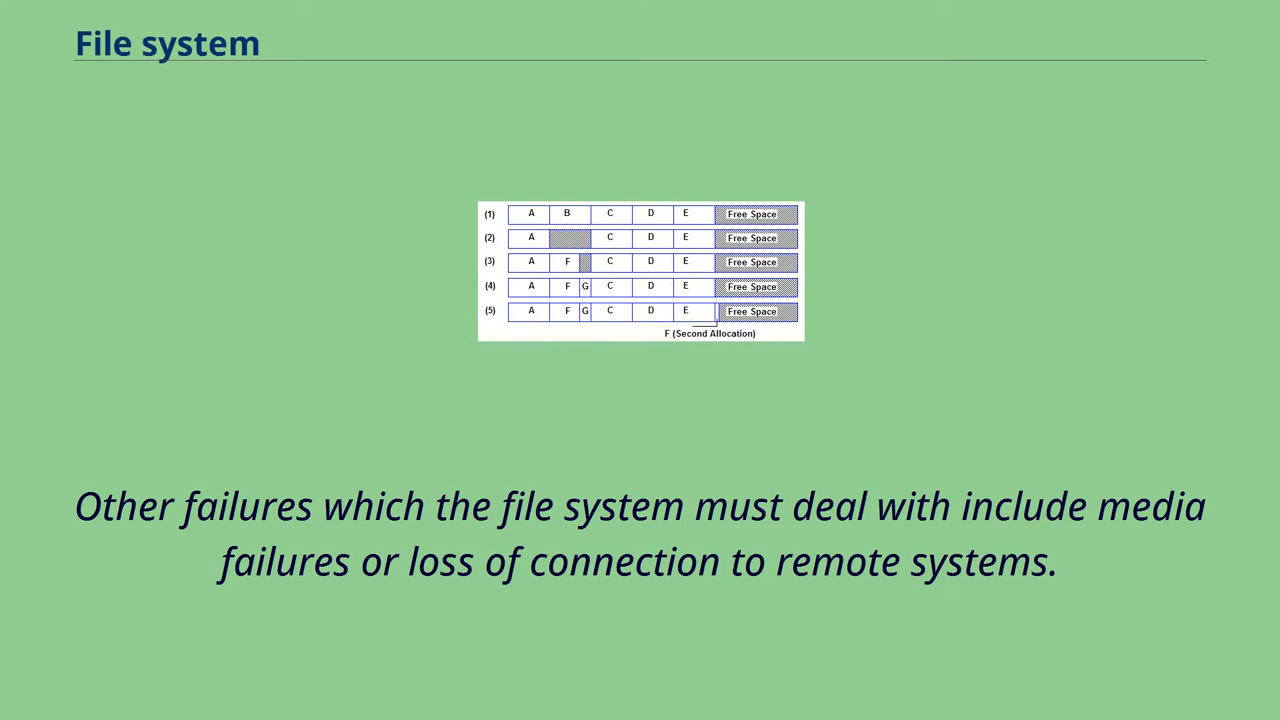 File system
(1) A B C D E Free Space
(2) A C D E Free Space
(3) A F C D E Free Space
(4) A F G C D E Free Space
(5) A F G C D E Free Space
F (Second Allocation)
Other failures which the file system must deal with include media
failures or loss of connection to remote systems.